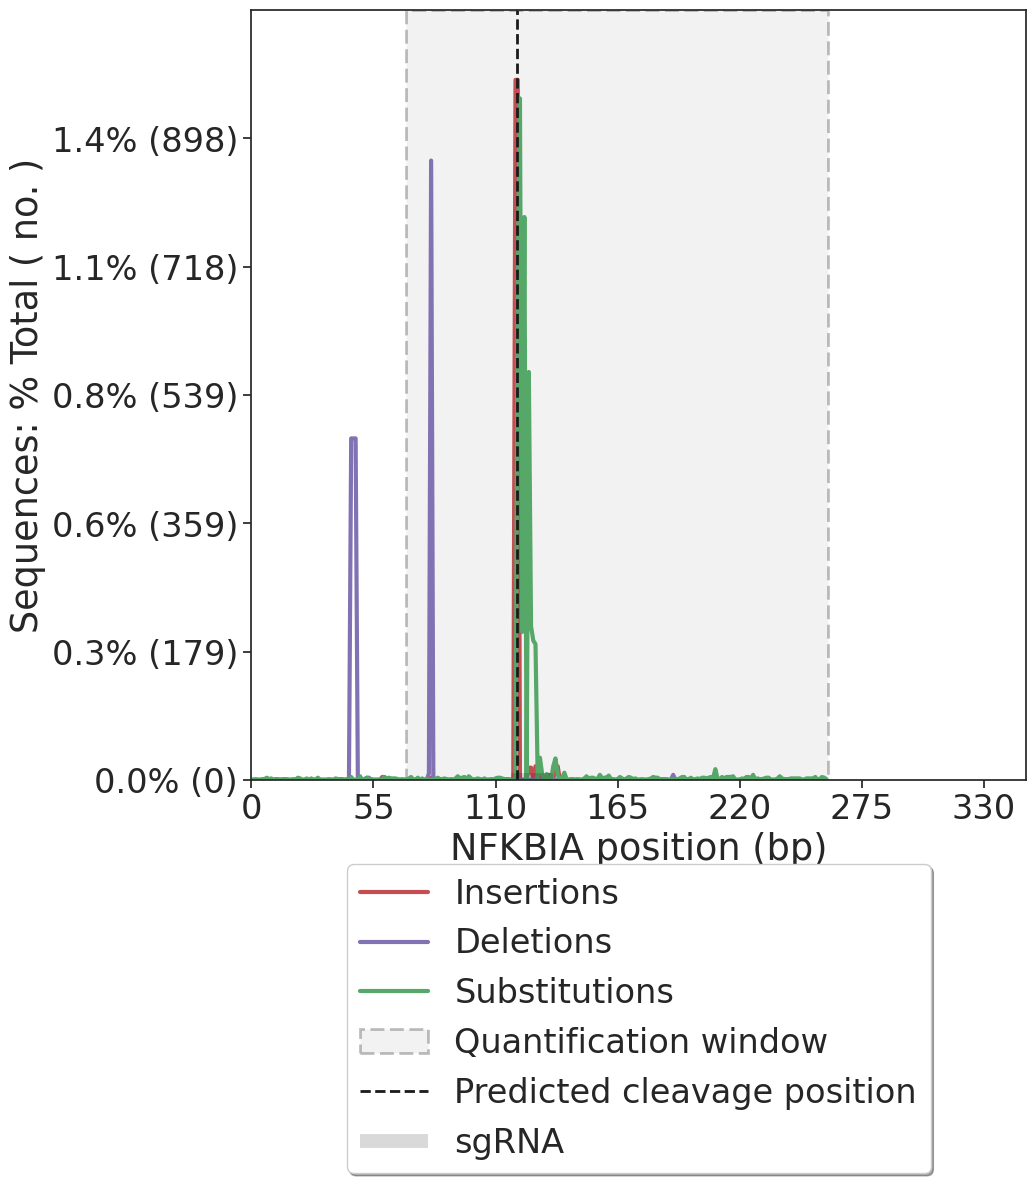 Sequences: % Total ( no. )
1.4% (898)
1.1% (718)
0.8% (539)
0.6% (359)
0.3% (179)
0.0% (0)
0 55 110 165 220 275 330
NFKBIA position (bp)
Insertions
Deletions
Substitutions
Quantification window
Predicted cleavage position
sgRNA